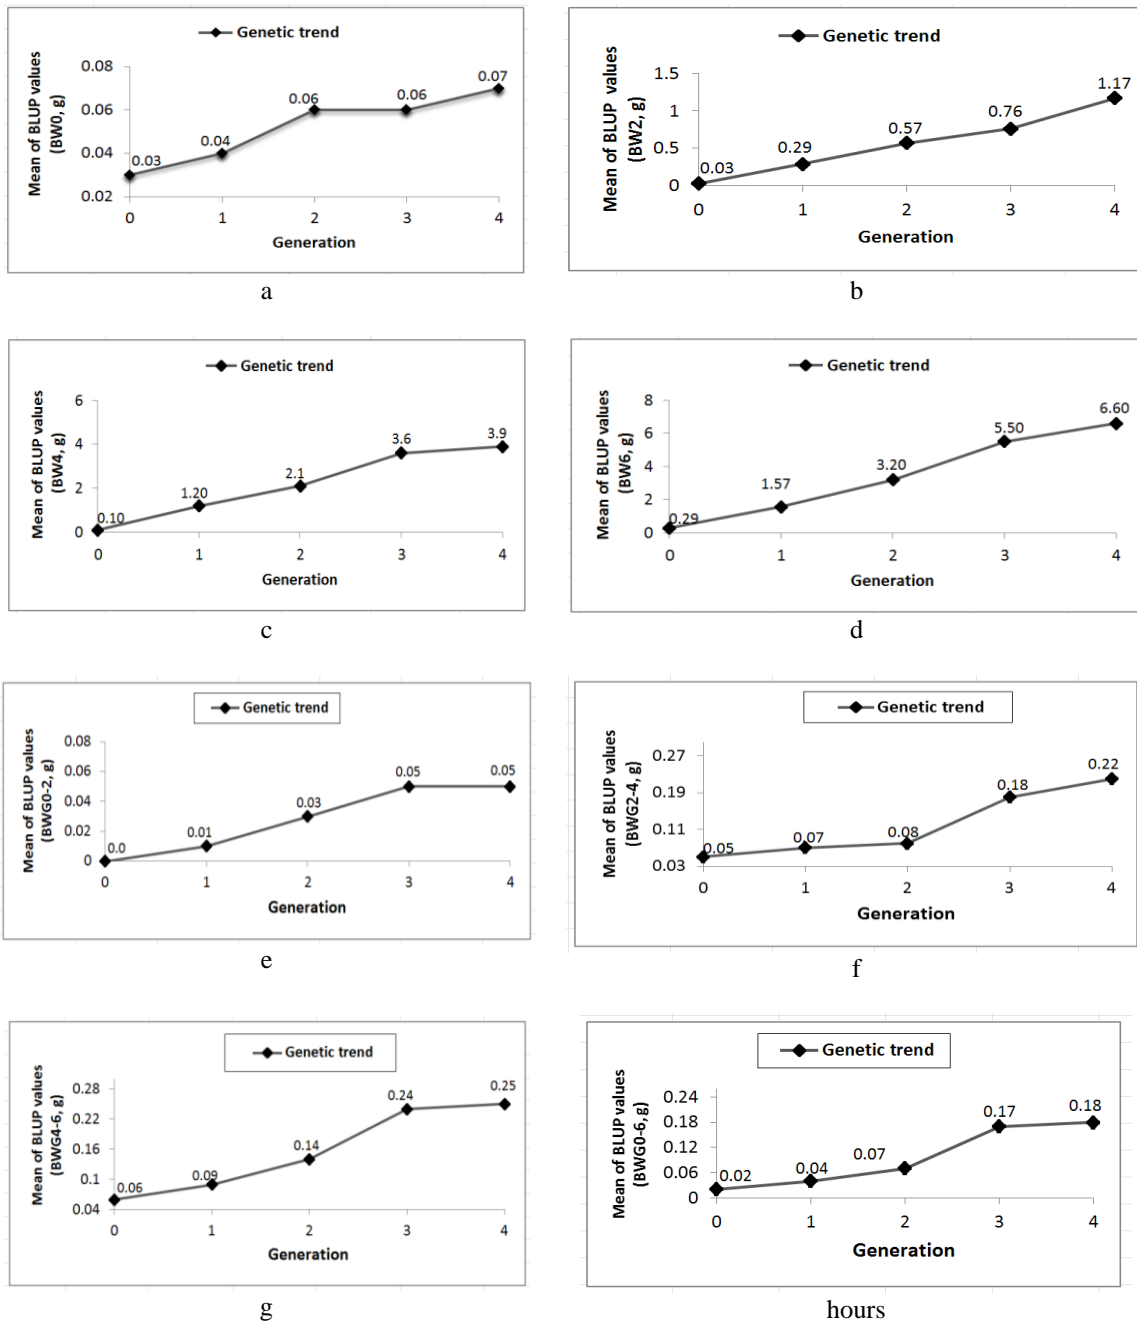 Genetic trend
Mean of BLUP values
(BW0, g)
0.08
0.06
0.04
0.02
0.03
0.04
0.06
0.06
0.07
0 1 2 3 4
Generation
a
Genetic trend
Mean of BLUP values
(BW2, g)
1.5
1
0.5
0
0.03
0.29
0.57
0.76
1.17
0 1 2 3 4
Generation
b
Genetic trend
Mean of BLUP values
(BW4, g)
6
4
2
0
0.10
1.20
2.1
3.6
3.9
0 1 2 3 4
Generation
c
Genetic trend
Mean of BLUP values
(BW6, g)
8
6
4
2
0
0.29
1.57
3.20
5.50
6.60
0 1 2 3 4
Generation
d
Genetic trend
Mean of BLUP values
(BWG0-2, g)
0.08
0.06
0.04
0.02
0
0.0
0.01
0.03
0.05
0.05
0 1 2 3 4
Generation
e
Genetic trend
Mean of BLUP values
(BWG2-4, g)
0.27
0.19
0.11
0.03
0.05
0.07
0.08
0.18
0.22
0 1 2 3 4
Generation
f
Genetic trend
Mean of BLUP values
(BWG4-6, g)
0.28
0.22
0.16
0.1
0.04
0.06
0.09
0.14
0.24
0.25
0 1 2 3 4
Generation
g
Genetic trend
Mean of BLUP values
(BWG0-6, g)
0.24
0.18
0.12
0.06
0
0.02
0.04
0.07
0.17
0.18
0 1 2 3 4
Generation
hours